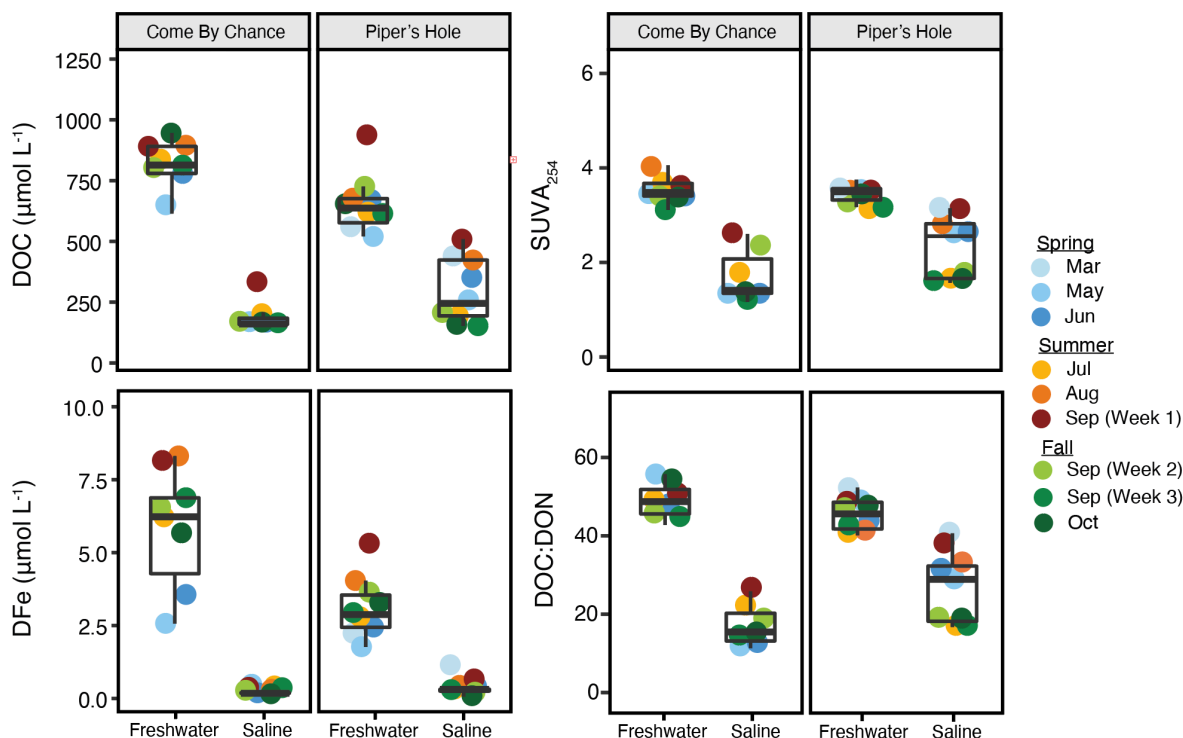 Come By Chance
Piper's Hole
DOC (µmol L-1)
1250
1000
750
500
250
0
Come By Chance
Piper's Hole
SUVA254
6
4
2
0
DFe (µmol L-1)
10.0
7.5
5.0
2.5
0.0
Freshwater
Saline
Freshwater
Saline
DOC:DON
60
40
20
0
Freshwater
Saline
Freshwater
Saline
Spring
Mar
May
Jun
Summer
Jul
Aug
Sep (Week 1)
Fall
Sep (Week 2)
Sep (Week 3)
Oct